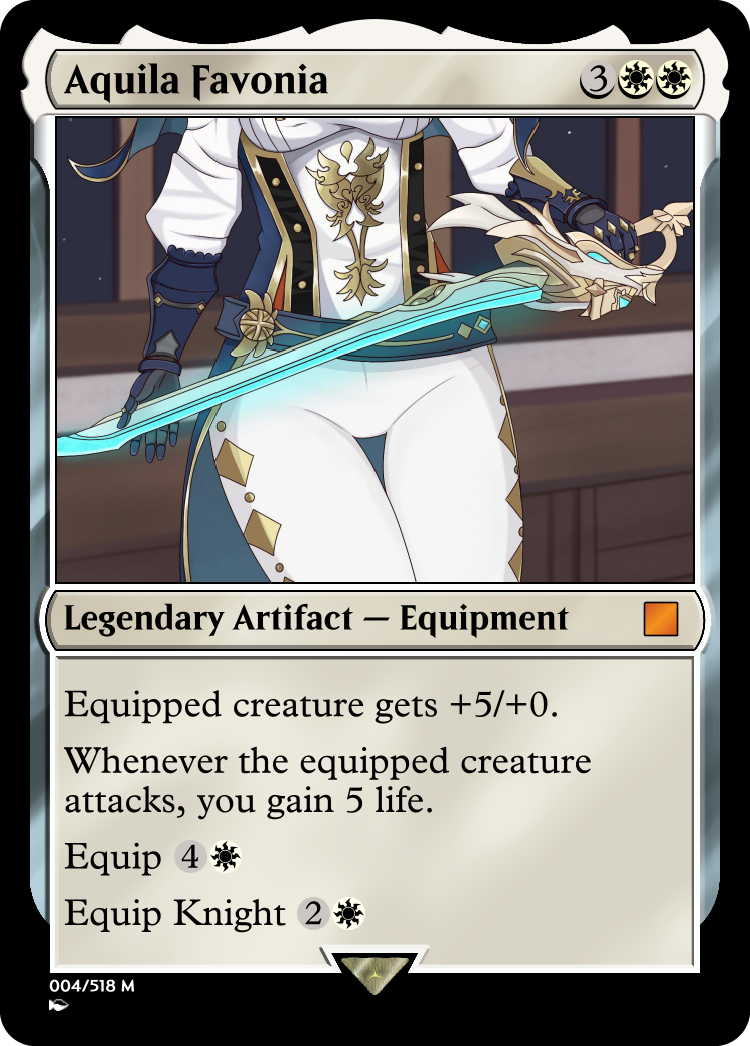 Aquila Favonia 3
Legendary Artifact — Equipment
Equipped creature gets +5/+0.
Whenever the equipped creature
attacks, you gain 5 life.
Equip 4
Equip Knight 2
004/518 M